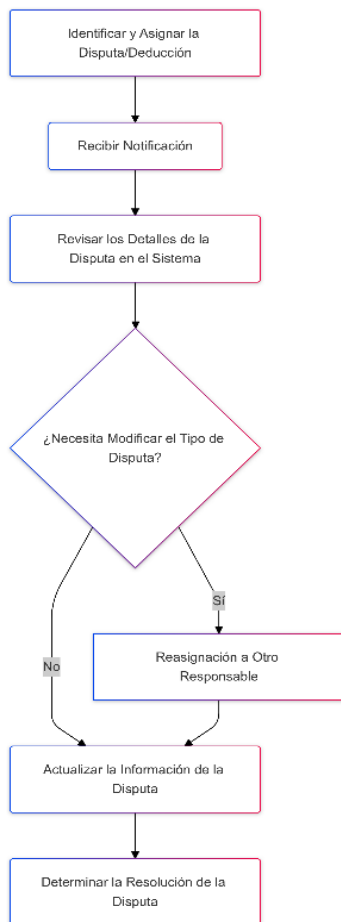 Identificar y Asignar la
Disputa/Deducción
Recibir Notificación
Revisar los Detalles de la
Disputa en el Sistema
¿Necesita Modificar el Tipo de
Disputa?
Sí
Reasignación a Otro
Responsable
No
Actualizar la Información de la
Disputa
Determinar la Resolución de la
Disputa